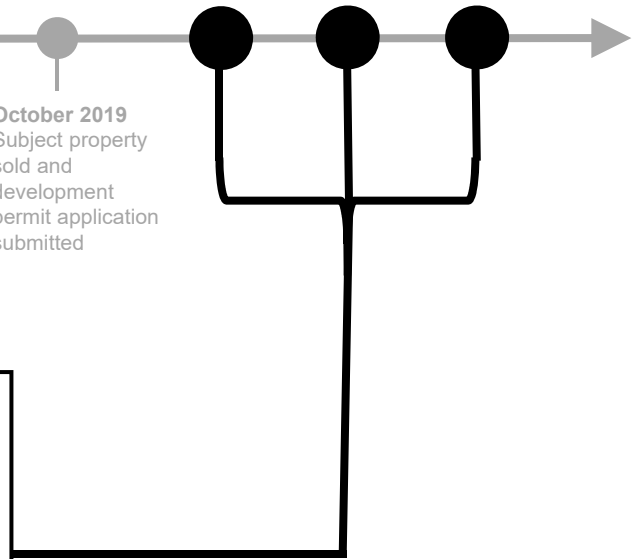 October 2019
Subject property
sold and
development
permit application
submitted